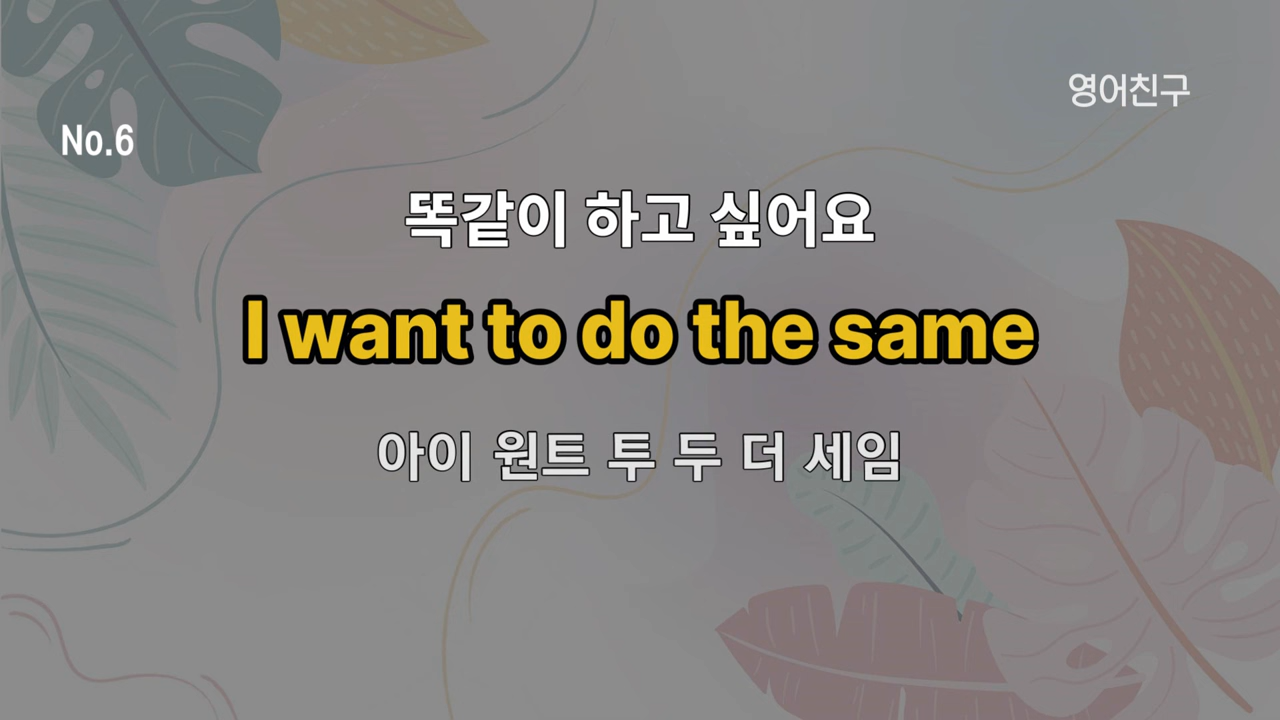 영어친구
No.6
똑같이 하고 싶어요
I want to do the same
아이 원트 투 두 더 세임